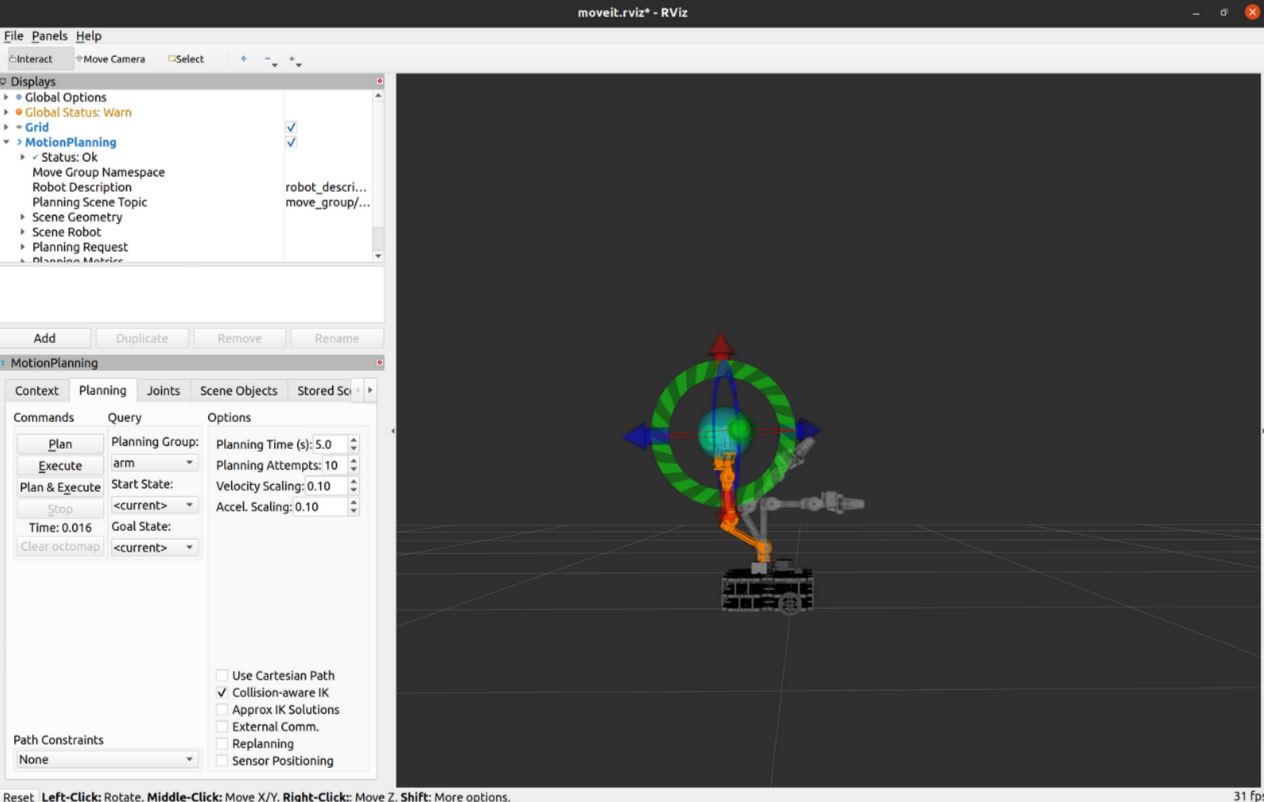 moveit.rviz* - RViz
File Panels Help
Interact Move Camera Select
Displays
Global Options
Global Status: Warn
Grid
MotionPlanning
Status: Ok
Move Group Namespace
Robot Description robot_descri...
Planning Scene Topic move_group/...
Scene Geometry
Scene Robot
Planning Request
Planning Metrics
Add Duplicate Remove Rename
MotionPlanning
Context Planning Joints Scene Objects Stored Sc
Commands Query Options
Plan Planning Group: Planning Time (s): 5.0
Execute arm Planning Attempts: 10
Plan & Execute Start State: Velocity Scaling: 0.10
Stop <current> Accel. Scaling: 0.10
Time: 0.016 Goal State:
Clear octomap <current>
Use Cartesian Path
Collision-aware IK
Approx IK Solutions
External Comm.
Replanning
Sensor Positioning
Path Constraints
None
Reset Left-Click: Rotate. Middle-Click: Move X/Y. Right-Click:: Move Z. Shift: More options. 31 fps